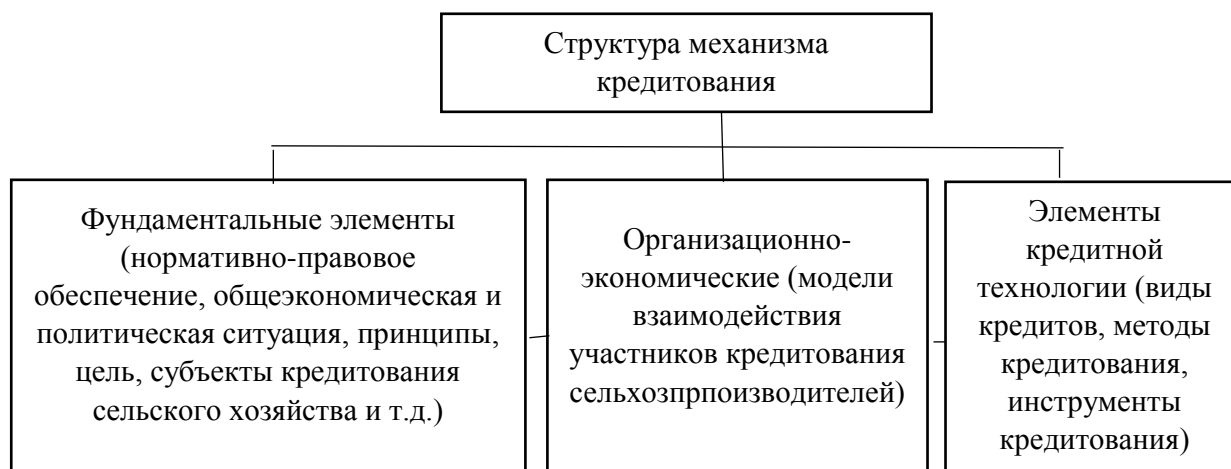 Структура механизма
кредитования
Фундаментальные элементы
(нормативно-правовое
обеспечение, общеэкономическая и
политическая ситуация, принципы,
цель, субъекты кредитования
сельского хозяйства и т.д.)
Организационно-
экономические (модели
взаимодействия
участников кредитования
сельхозпрпоизводителей)
Элементы
кредитной
технологии (виды
кредитов, методы
кредитования,
инструменты
кредитования)